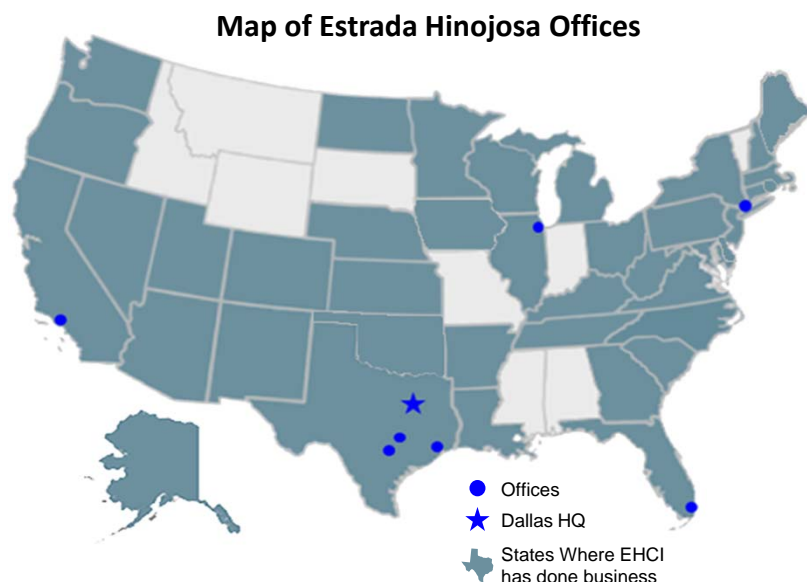 Map of Estrada Hinojosa Offices
Offices
Dallas HQ
States Where EHCI
has done business